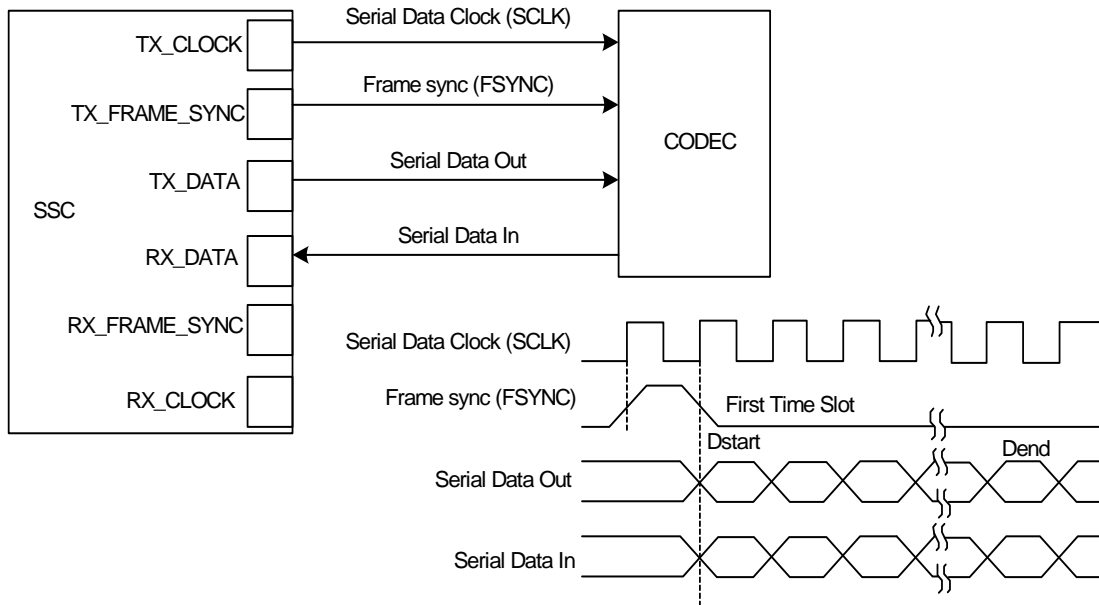 Serial Data Clock (SCLK)
TX_CLOCK
Frame sync (FSYNC)
TX_FRAME_SYNC
CODEC
Serial Data Out
TX_DATA
SSC
Serial Data In
RX_DATA
RX_FRAME_SYNC
Serial Data Clock (SCLK)
RX_CLOCK
Frame sync (FSYNC)
First Time Slot
Dstart
Dend
Serial Data Out
Serial Data In